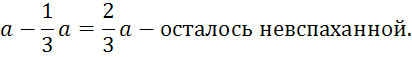 a − 1/3 a = 2/3 a − осталось невспаханной.